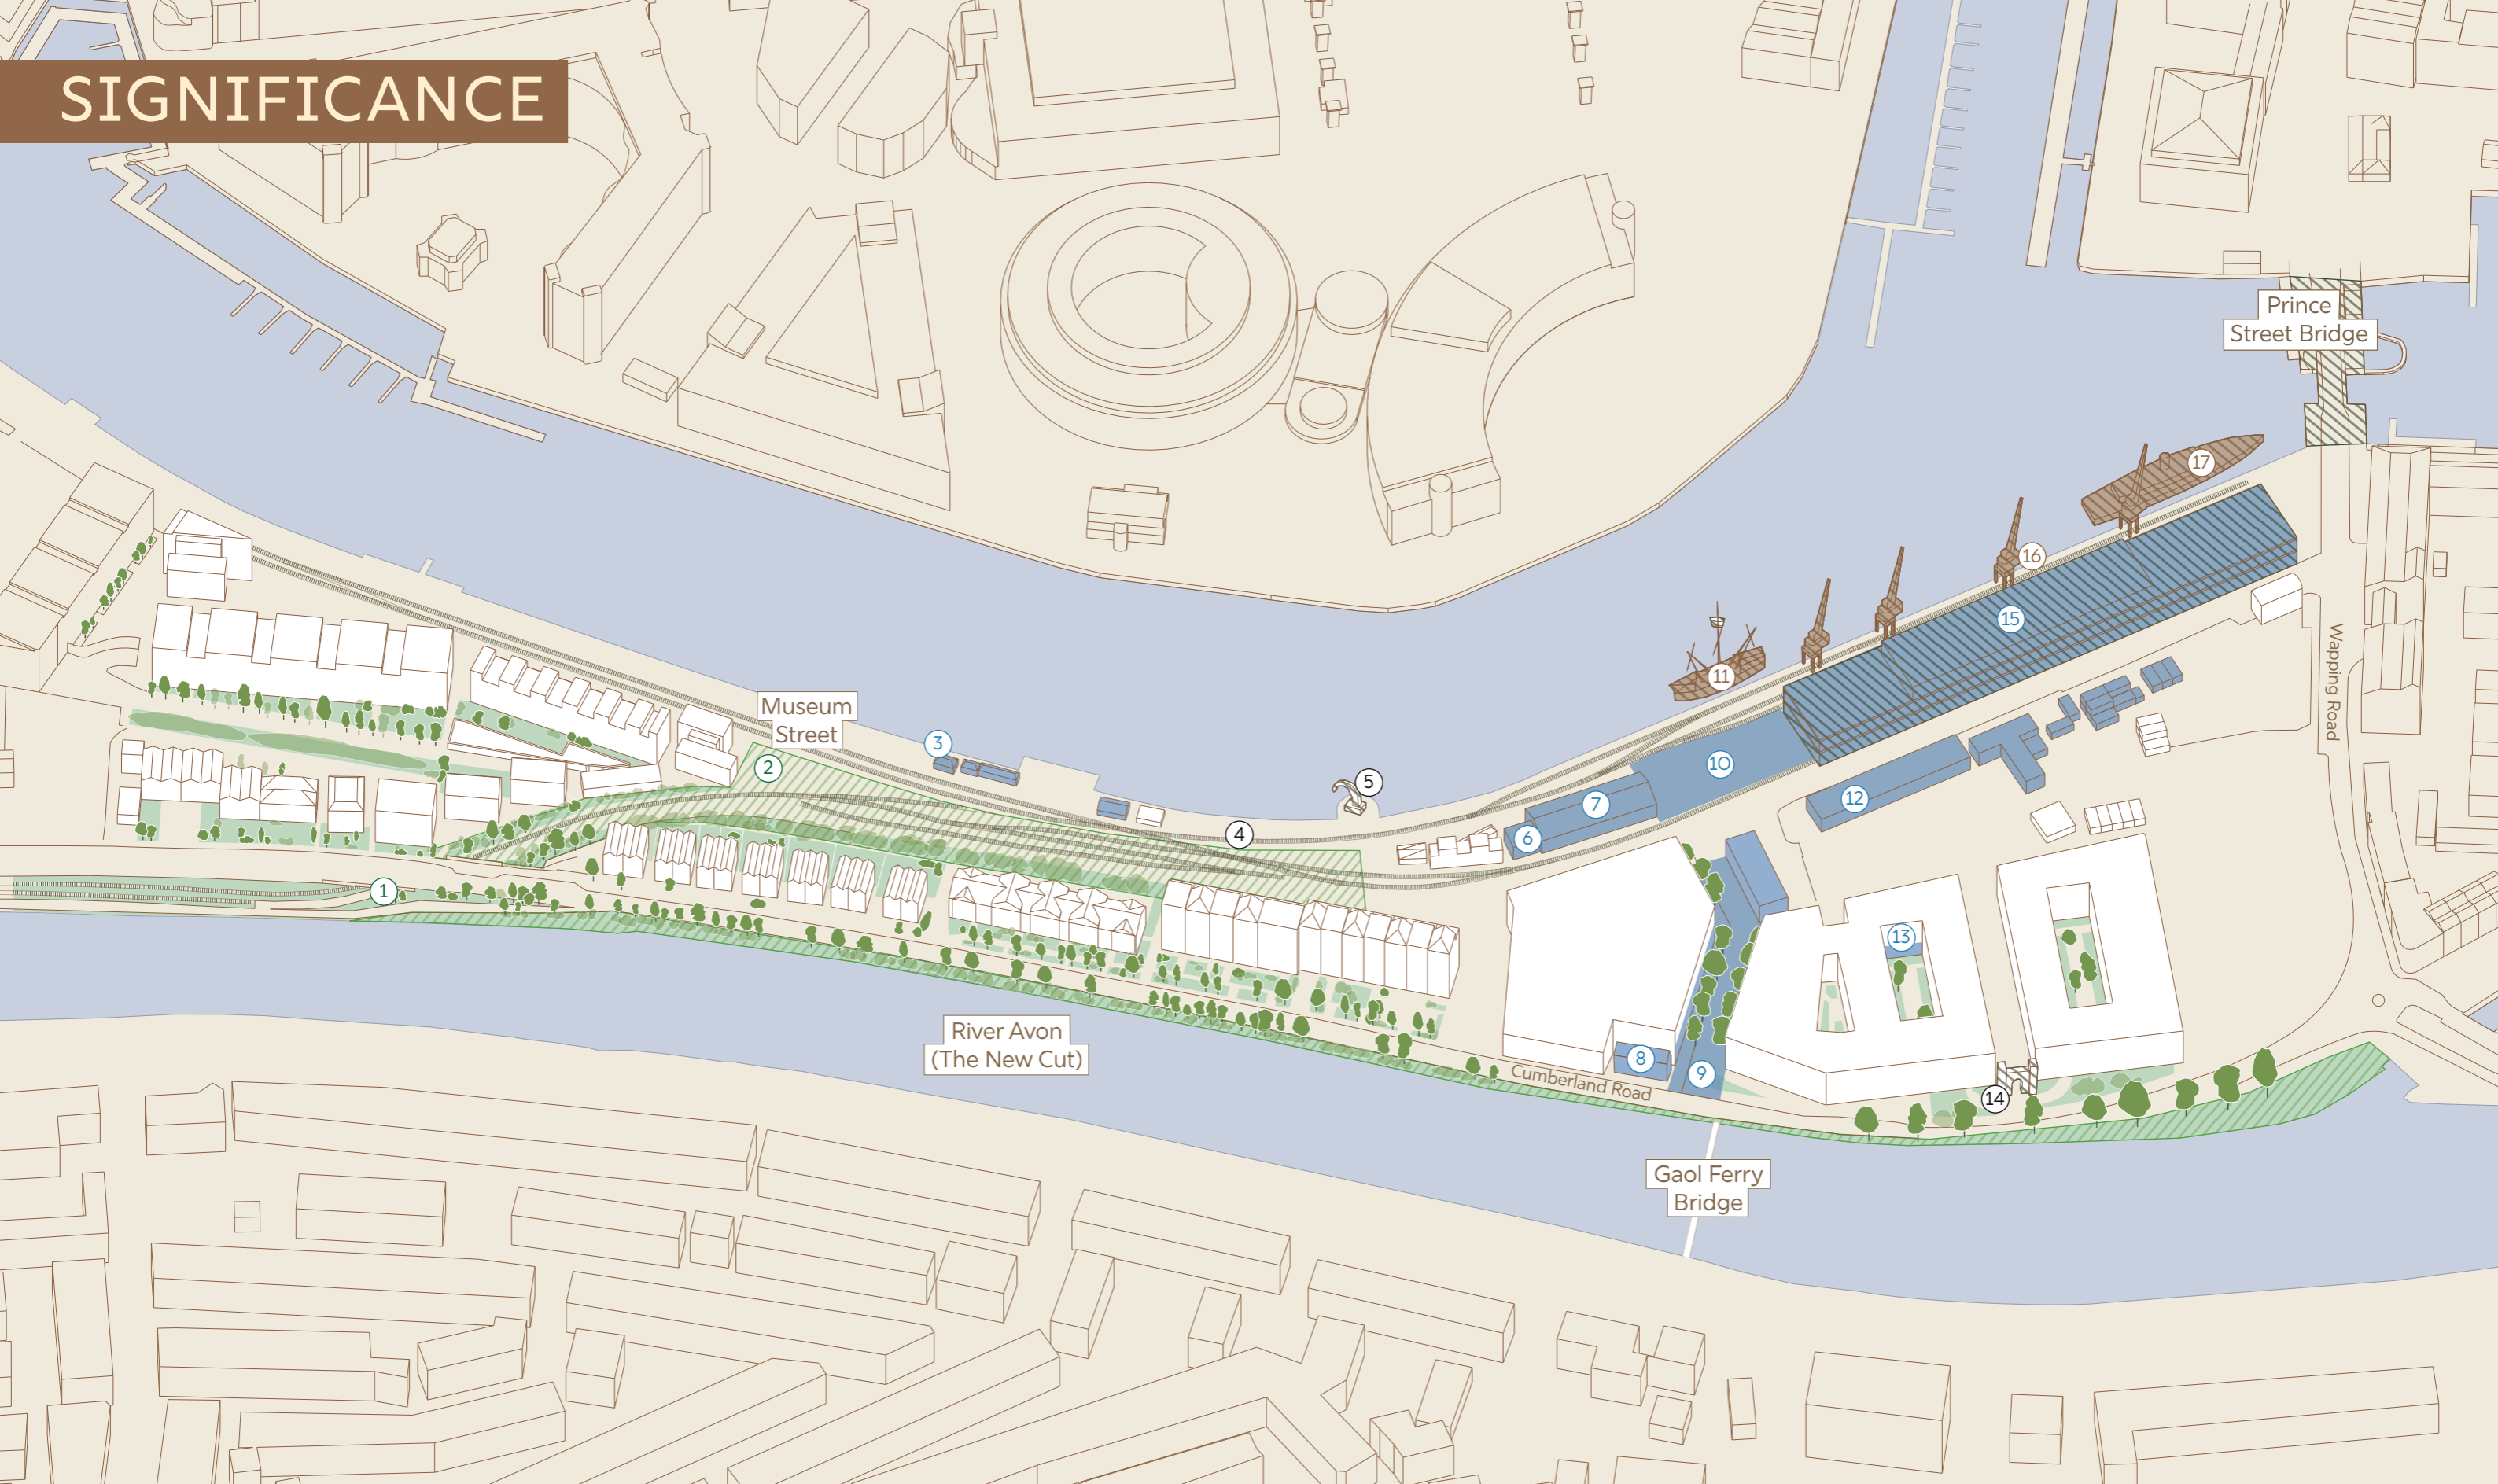 SIGNIFICANCE
Prince
Street Bridge
17
16
15
Wapping Road
11
Museum
Street
3
2
5
10
4
7
6
12
1
13
River Avon
(The New Cut)
8
9
Cumberland Road
14
Gaol Ferry
Bridge